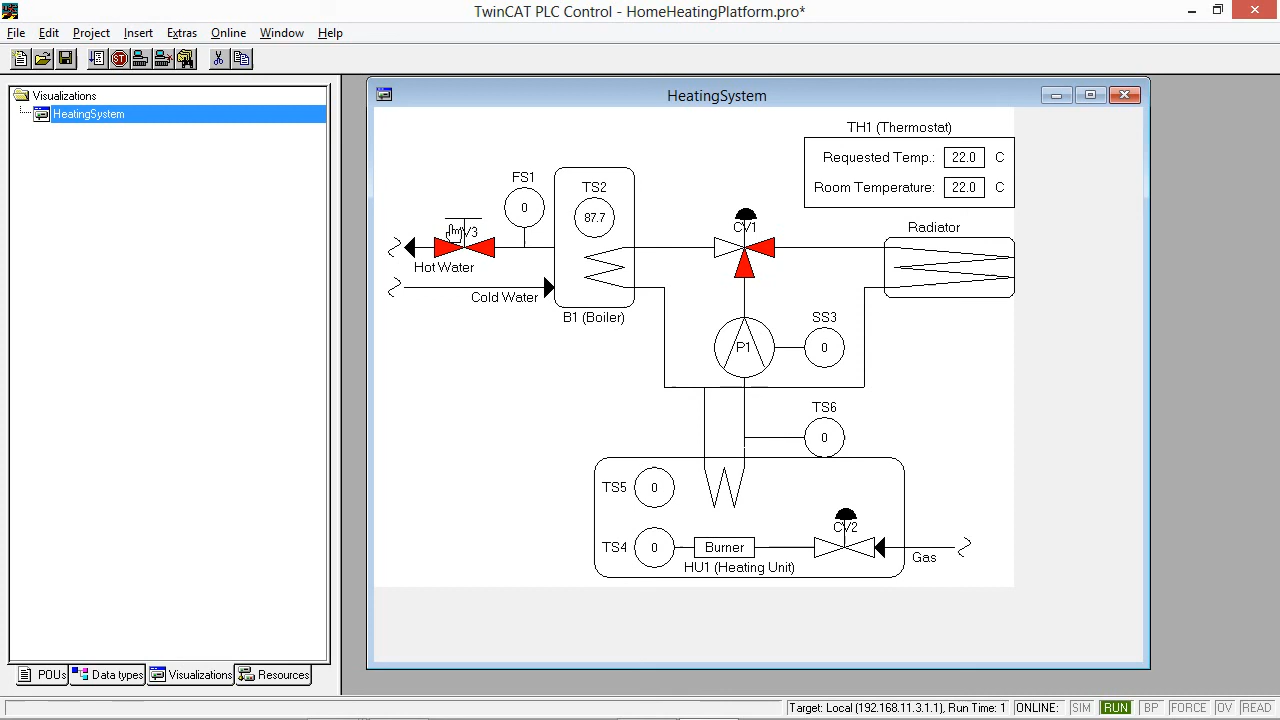 TwinCAT PLC Control - HomeHeatingPlatform.pro*
File Edit Project Insert Extras Online Window Help
Visualizations
HeatingSystem
HeatingSystem
TH1 (Thermostat)
Requested Temp.: 22.0 C
Room Temperature: 22.0 C
FS1
0
TS2
87.7
V3
CV1
Radiator
Hot Water
Cold Water
B1 (Boiler)
P1
SS3
0
TS6
0
TS5 0
CV2
TS4 0
Burner
HU1 (Heating Unit)
Gas
POUs Data types Visualizations Resources
Target: Local (192.168.11.3.1.1), Run Time: 1 ONLINE: SIM RUN BP FORCE OV READ